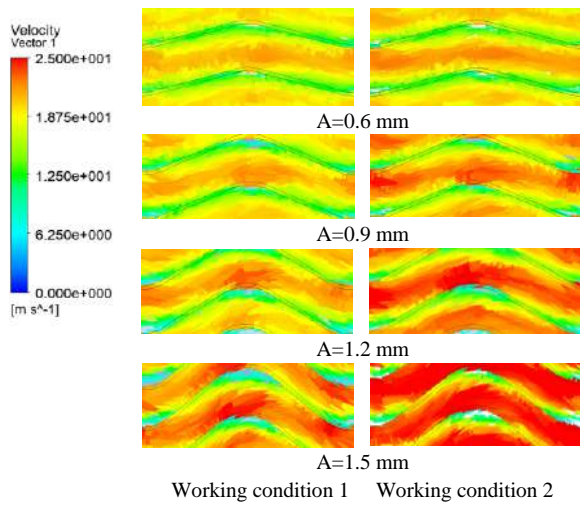 Velocity
Vector 1
2.500e+001
1.875e+001
1.250e+001
6.250e+000
0.000e+000
[m s^-1]
A=0.6 mm
A=0.9 mm
A=1.2 mm
A=1.5 mm
Working condition 1 Working condition 2